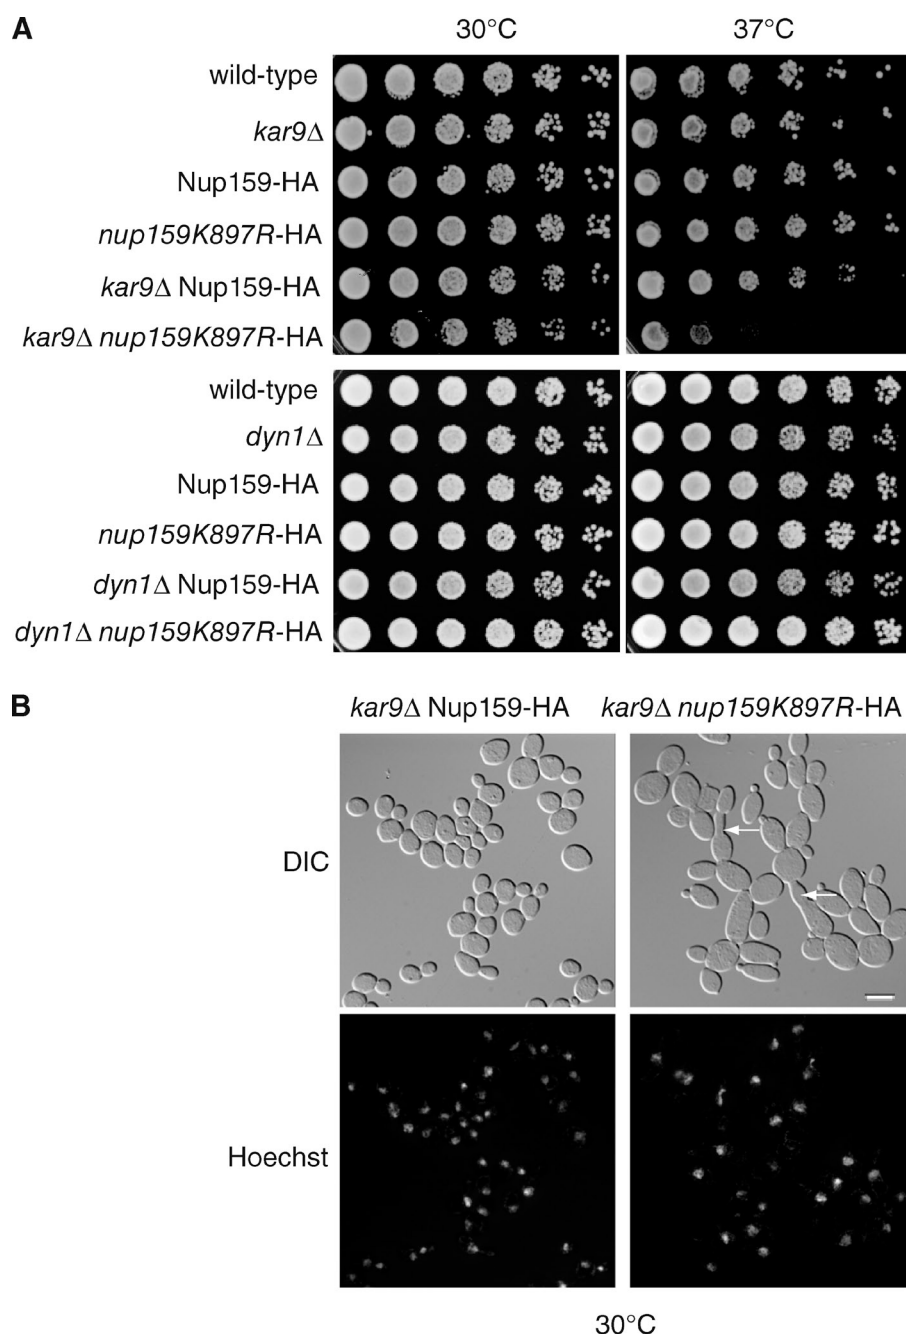 A
30°C 37°C
wild-type
kar9Δ
Nup159-HA
nup159K897R-HA
kar9Δ Nup159-HA
kar9Δ nup159K897R-HA
wild-type
dyn1Δ
Nup159-HA
nup159K897R-HA
dyn1Δ Nup159-HA
dyn1Δ nup159K897R-HA
B
kar9Δ Nup159-HA kar9Δ nup159K897R-HA
DIC
Hoechst
30°C